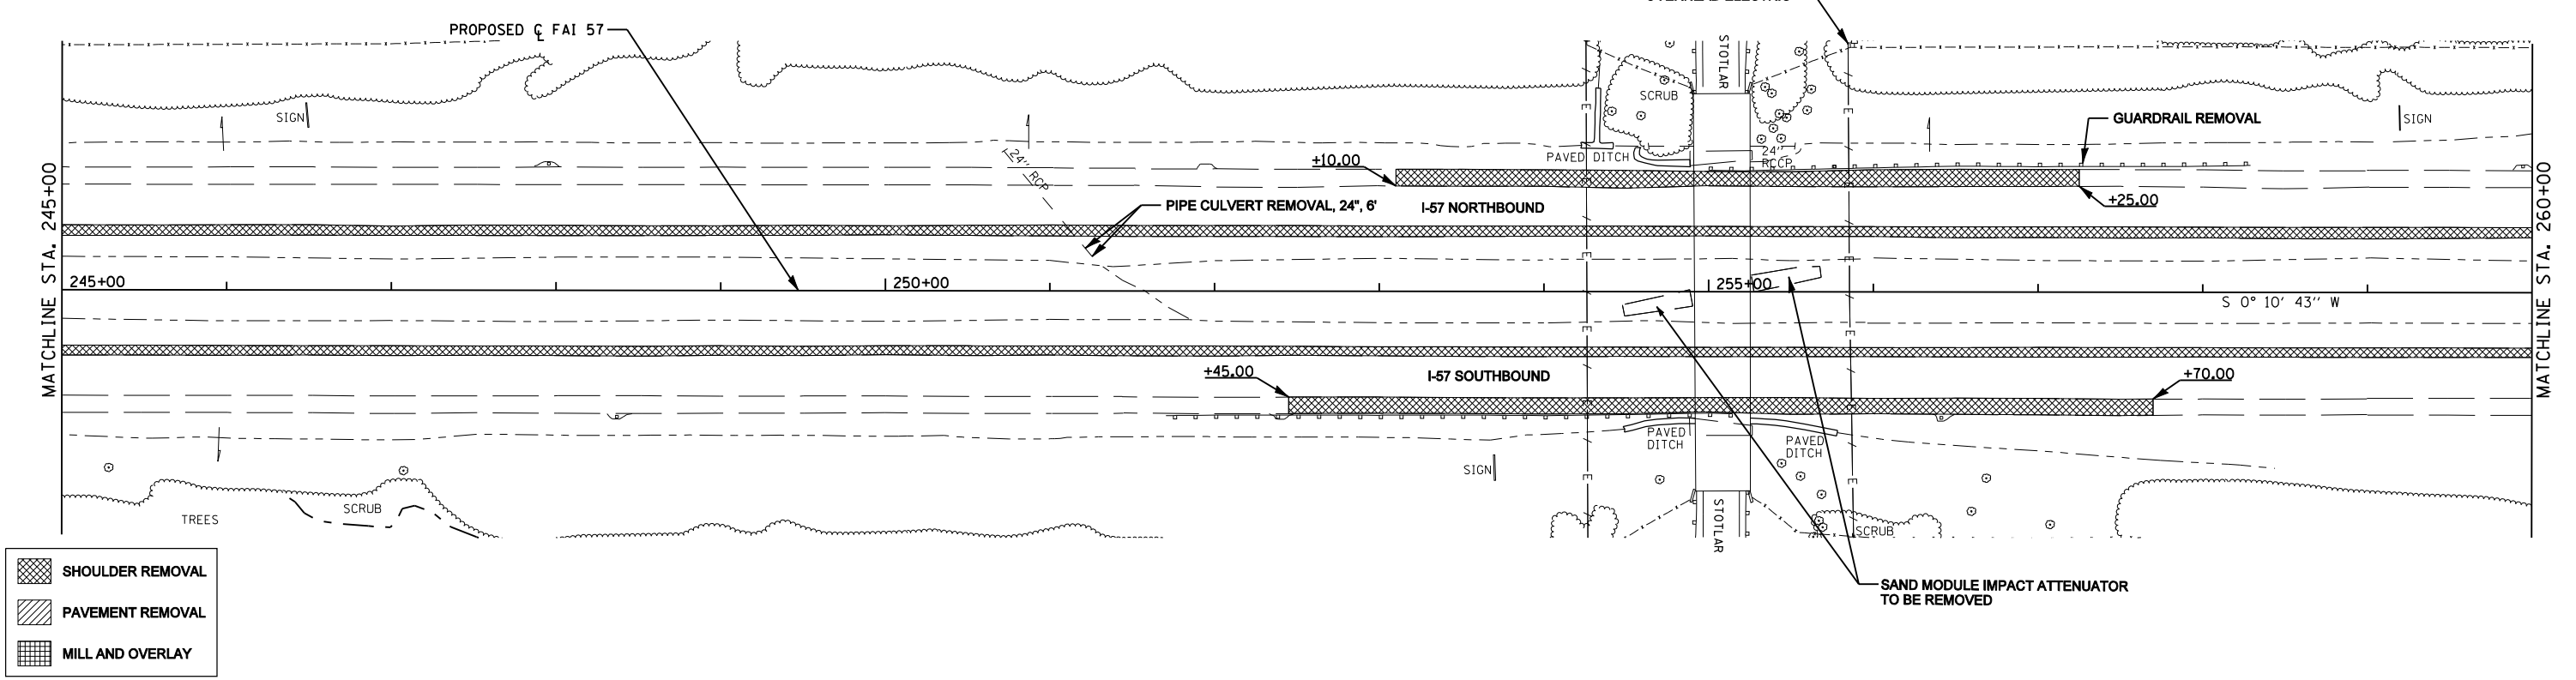 PROPOSED ℄ FAI 57
STOTLAR
SCRUB
SIGN
GUARDRAIL REMOVAL
SIGN
MATCHLINE STA. 245+00
24'' RCP
+10.00
PAVED DITCH
24''
RCCP
MATCHLINE STA. 260+00
PIPE CULVERT REMOVAL, 24", 6'
I-57 NORTHBOUND
+25.00
E
E
E
E
E
E
E
E
E
E
E
E
245+00
250+00
255+00
S 0° 10' 43'' W
+45.00
I-57 SOUTHBOUND
+70.00
PAVED
DITCH
PAVED
DITCH
SIGN
TREES
SCRUB
STOTLAR
SCRUB
SHOULDER REMOVAL
PAVEMENT REMOVAL
MILL AND OVERLAY
SAND MODULE IMPACT ATTENUATOR
TO BE REMOVED